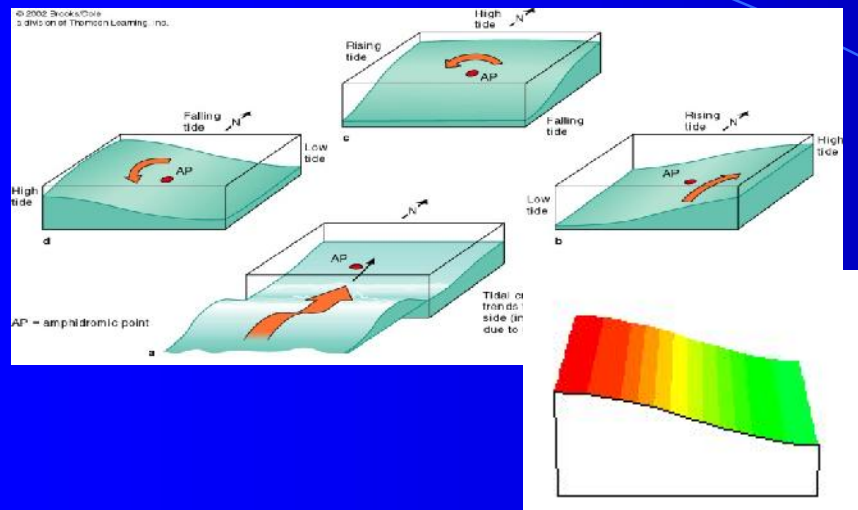 © 2002 Brooks/Cole
a division of Thomson Learning, Inc.
High
tide
N
Rising
tide
AP
Falling
tide
c
Falling
tide
N
Low
tide
AP
High
tide
d
Rising
tide
N
High
tide
AP
Low
tide
b
N
AP
Tidal
trends
side (in
due to
AP = amphidromic point
a